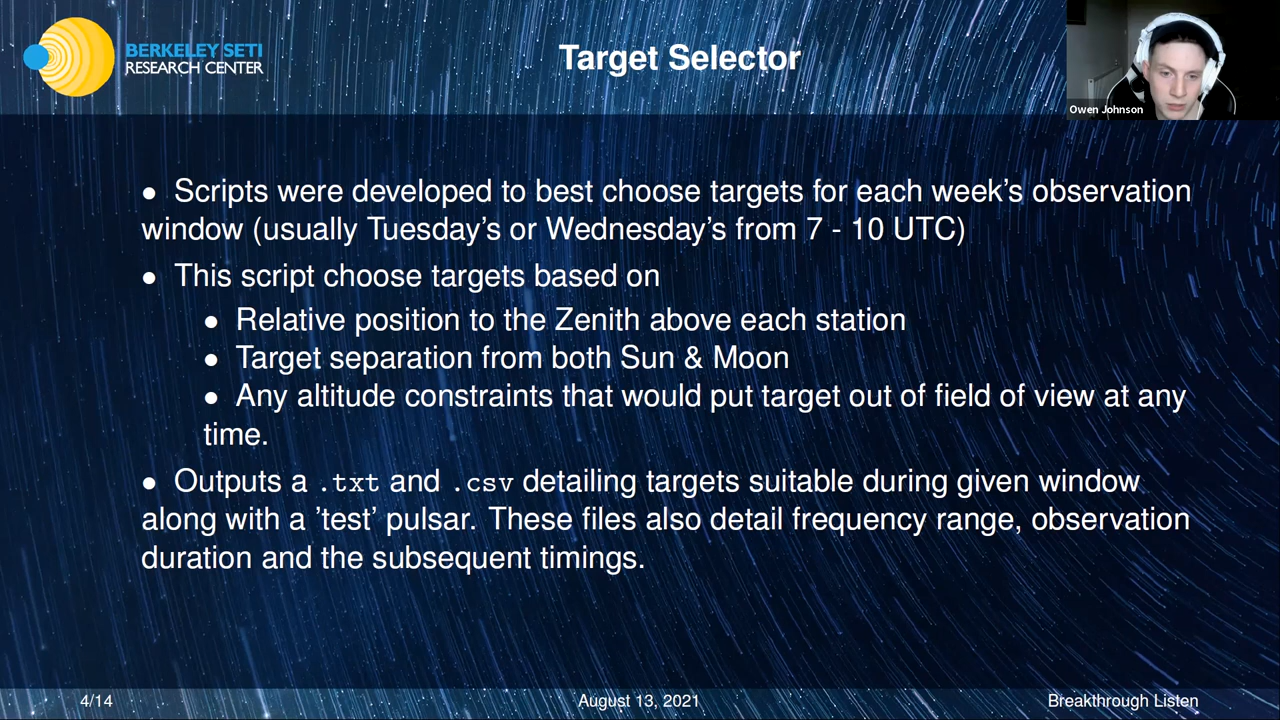 BERKELEY SETI
RESEARCH CENTER
Target Selector
Owen Johnson
• Scripts were developed to best choose targets for each week's observation
window (usually Tuesday's or Wednesday's from 7 - 10 UTC)
• This script choose targets based on
• Relative position to the Zenith above each station
• Target separation from both Sun & Moon
• Any altitude constraints that would put target out of field of view at any
time.
• Outputs a .txt and .csv detailing targets suitable during given window
along with a 'test' pulsar. These files also detail frequency range, observation
duration and the subsequent timings.
4/14
August 13, 2021
Breakthrough Listen